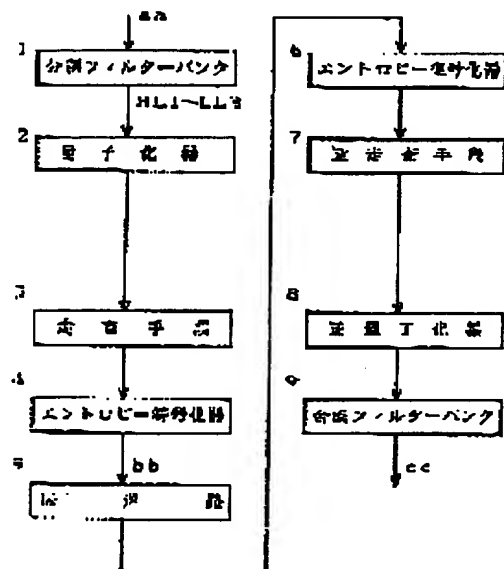 aa
1
分割フィルターバンク
HL1~LL3
2
量子化器
3
走査手段
4
エントロピー符号化器
bb
伝送路
6
エントロピー復号化器
7
逆走査手段
8
逆量子化器
9
合成フィルターバンク
cc